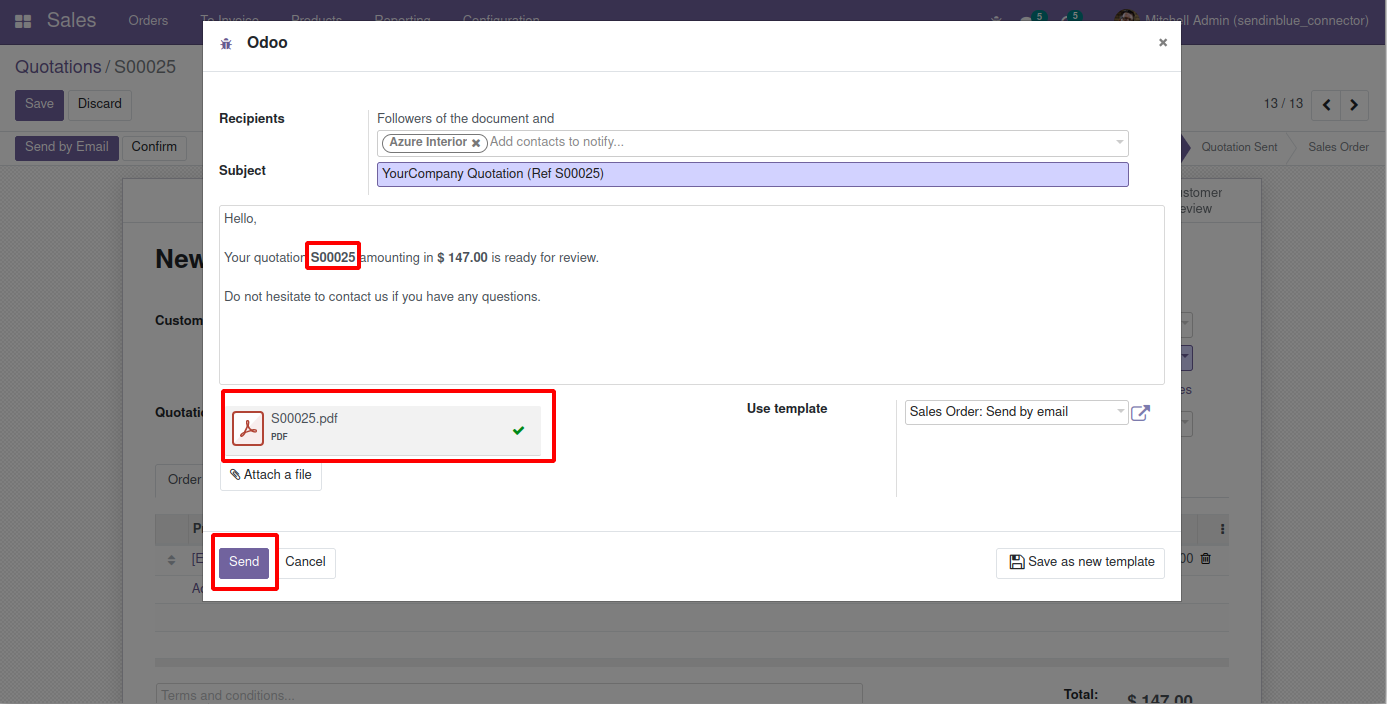 Sales Orders To Invoice Products Reporting Configuration 5 5 Mitchell Admin (sendinblue_connector)
Odoo ×
Quotations / S00025
Save Discard 13 / 13
Send by Email Confirm Quotation Sent Sales Order
Recipients Followers of the document and
Azure Interior Add contacts to notify...
Subject YourCompany Quotation (Ref S00025)
Hello,
Your quotation S00025 amounting in $ 147.00 is ready for review.
Do not hesitate to contact us if you have any questions.
New
S00025.pdf
PDF
Use template Sales Order: Send by email
Attach a file
Order
Send Cancel Save as new template
Terms and conditions...
Total: $ 147.00